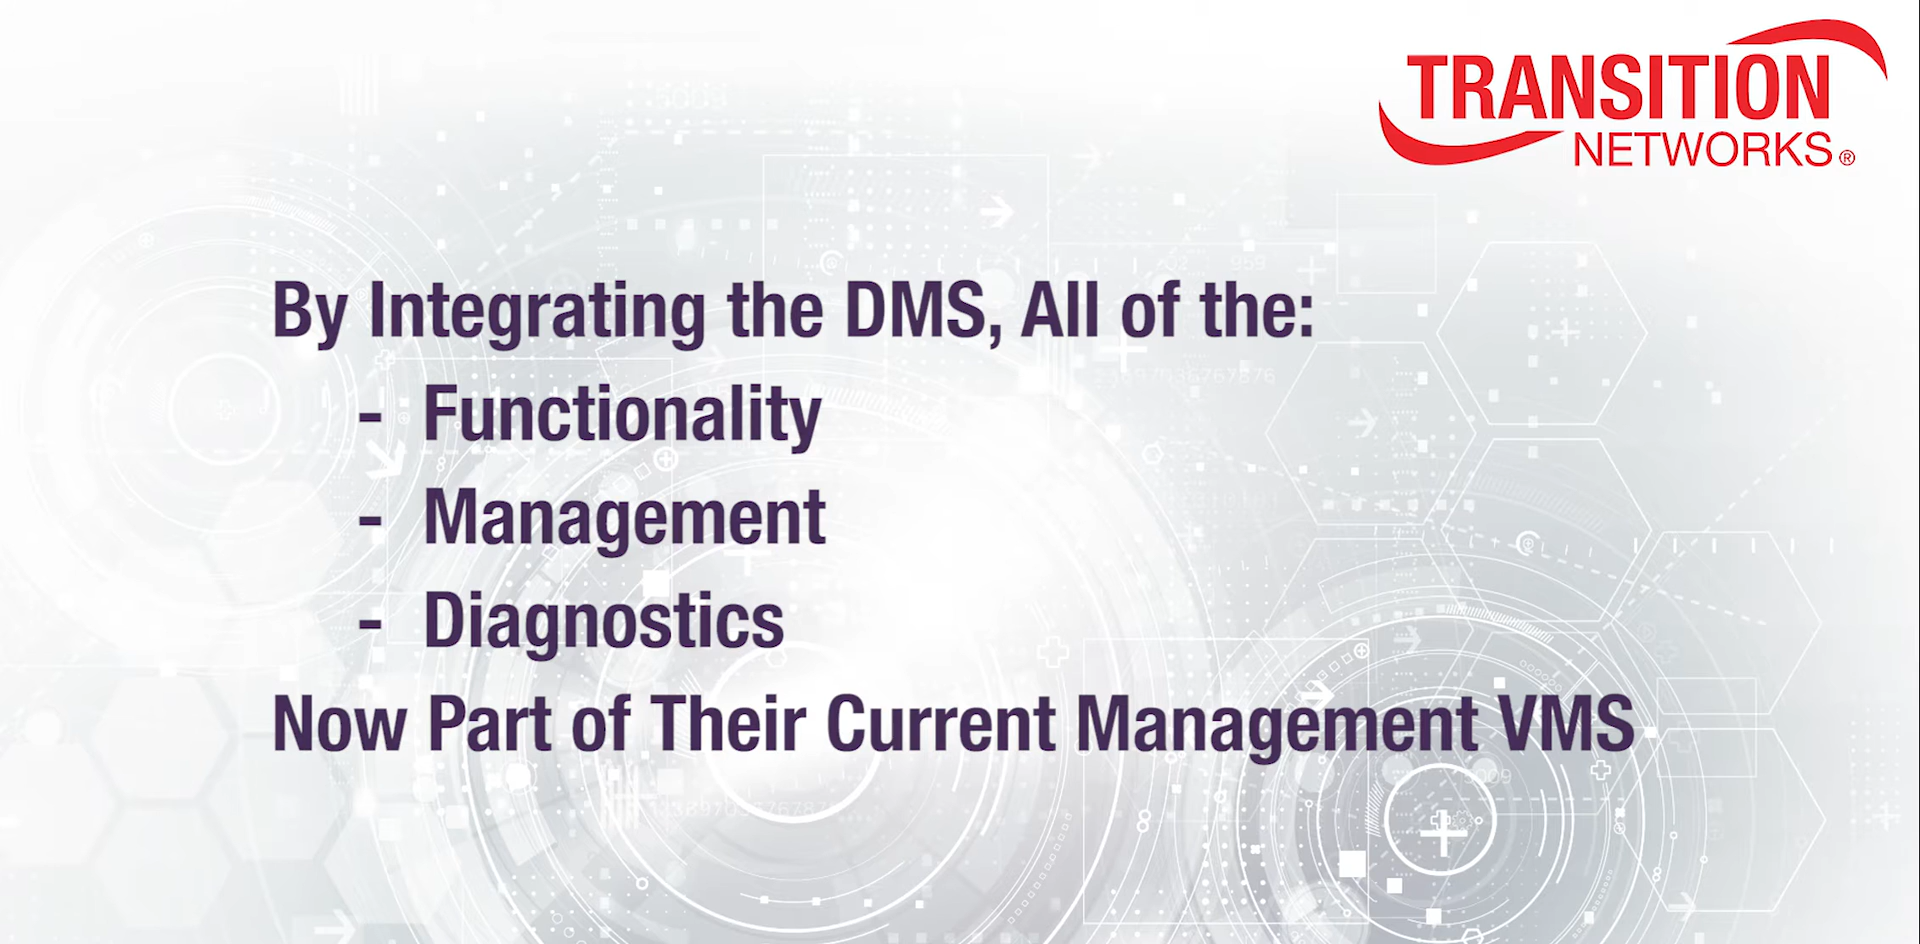 TRANSITION
NETWORKS®
By Integrating the DMS, All of the:
- Functionality
- Management
- Diagnostics
Now Part of Their Current Management VMS